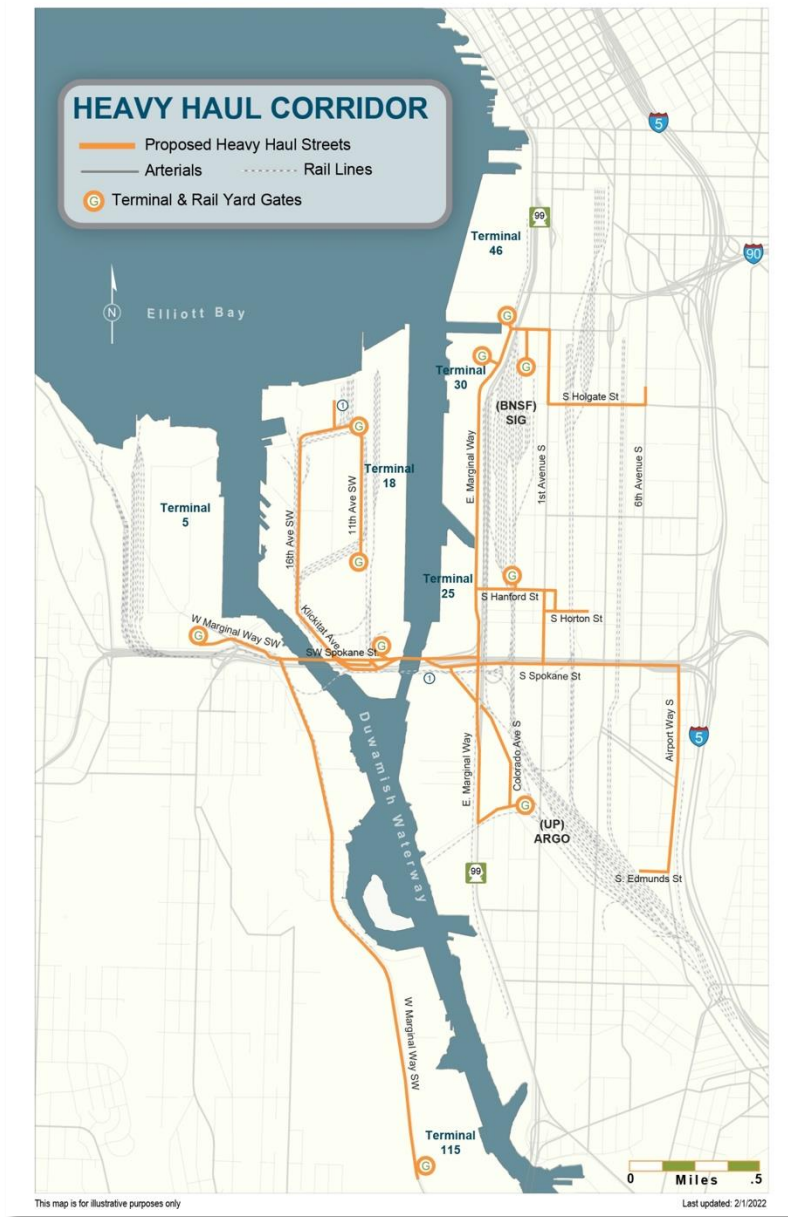 HEAVY HAUL CORRIDOR
Proposed Heavy Haul Streets
Arterials
Rail Lines
G
Terminal & Rail Yard Gates
5
99
90
Terminal
46
N
Elliott Bay
G
G
G
Terminal
30
S Holgate St
(BNSF)
SIG
1
G
Terminal
18
11th Ave SW
16th Ave SW
E. Marginal Way
1st Avenue S
6th Avenue S
Terminal
5
G
G
Terminal
25
S Hanford St
S Horton St
Klickitat Ave
W Marginal Way SW
G
G
SW Spokane St.
S Spokane St
1
Airport Way S
5
Duwamish Waterway
E. Marginal Way
Colorado Ave S
G
(UP)
ARGO
99
S. Edmunds St
W Marginal Way SW
Terminal
115
G
0 Miles .5
This map is for illustrative purposes only
Last updated: 2/1/2022